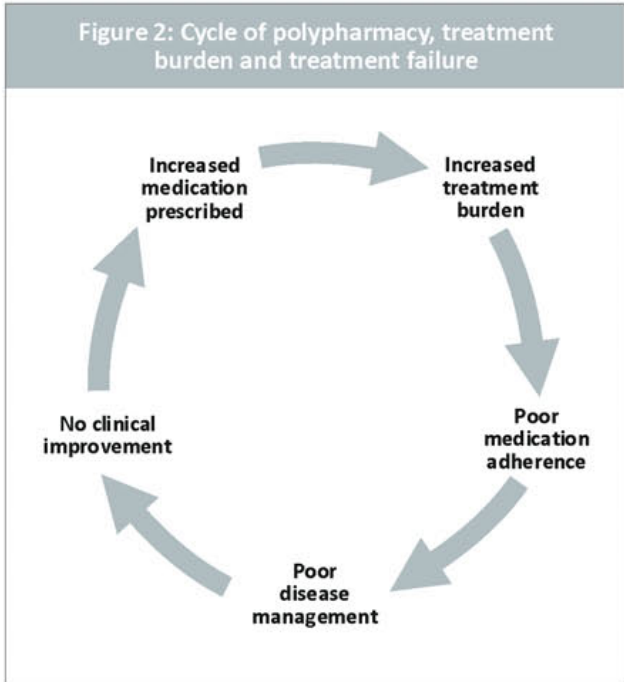 Figure 2: Cycle of polypharmacy, treatment
burden and treatment failure
Increased
medication
prescribed
Increased
treatment
burden
Poor
medication
adherence
Poor
disease
management
No clinical
improvement